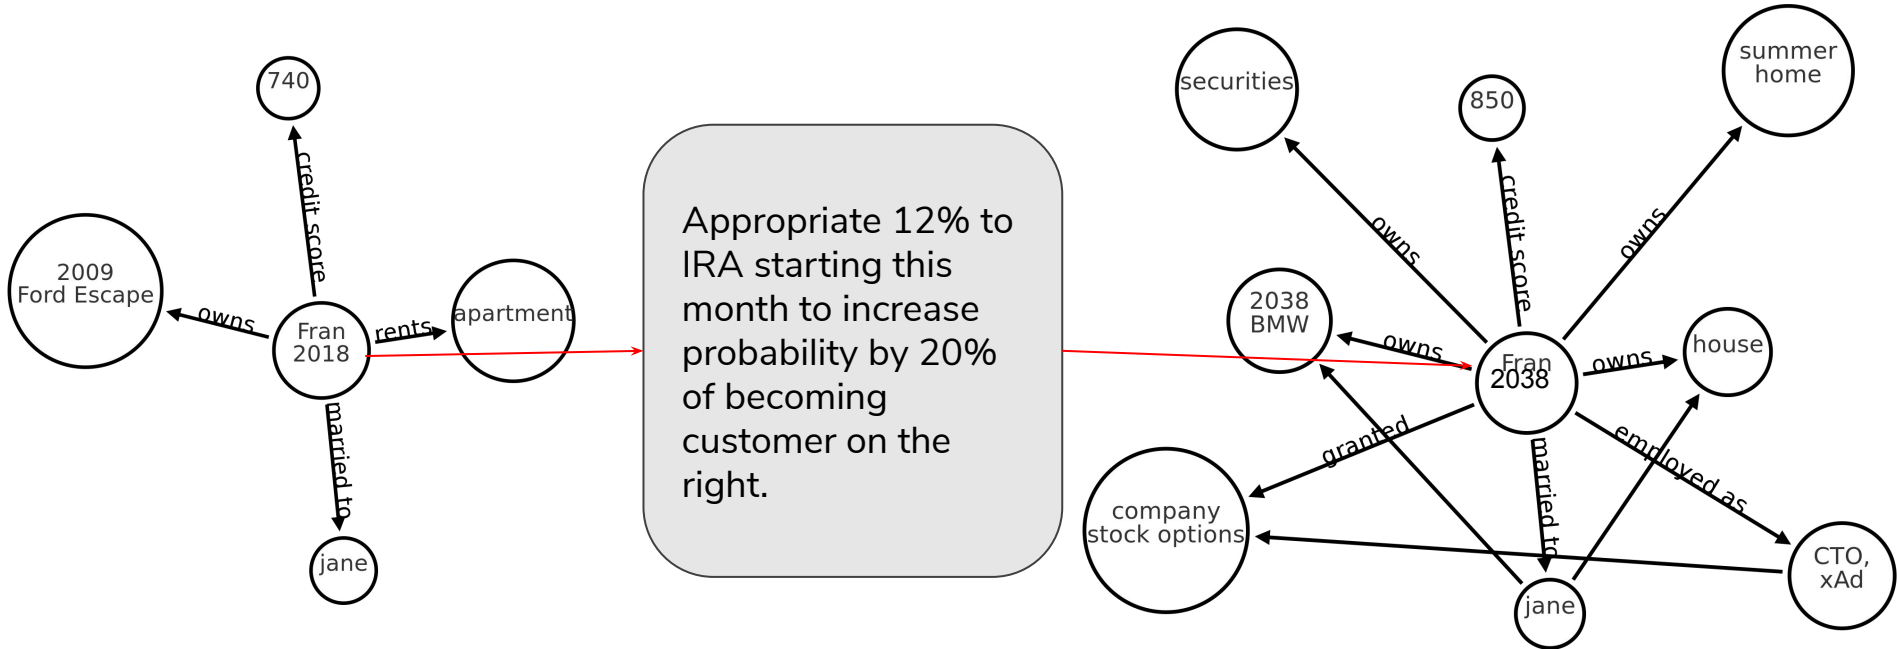 740
credit score
2009
Ford Escape
owns
Fran
2018
rents
apartment
married to
jane
Appropriate 12% to
IRA starting this
month to increase
probability by 20%
of becoming
customer on the
right.
securities
850
summer
home
owns
credit score
owns
2038
BMW
owns
Fran
2038
owns
house
granted
married to
employed as
company
stock options
jane
CTO,
xAd